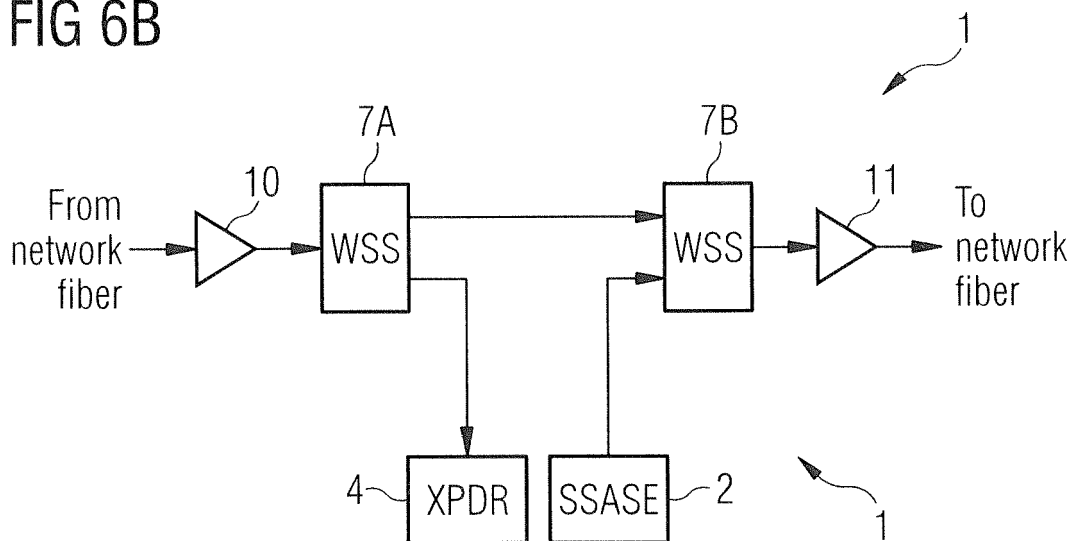 FIG 6B
1
7A
7B
10
11
From
network
fiber
WSS
WSS
To
network
fiber
4
XPDR
SSASE
2
1